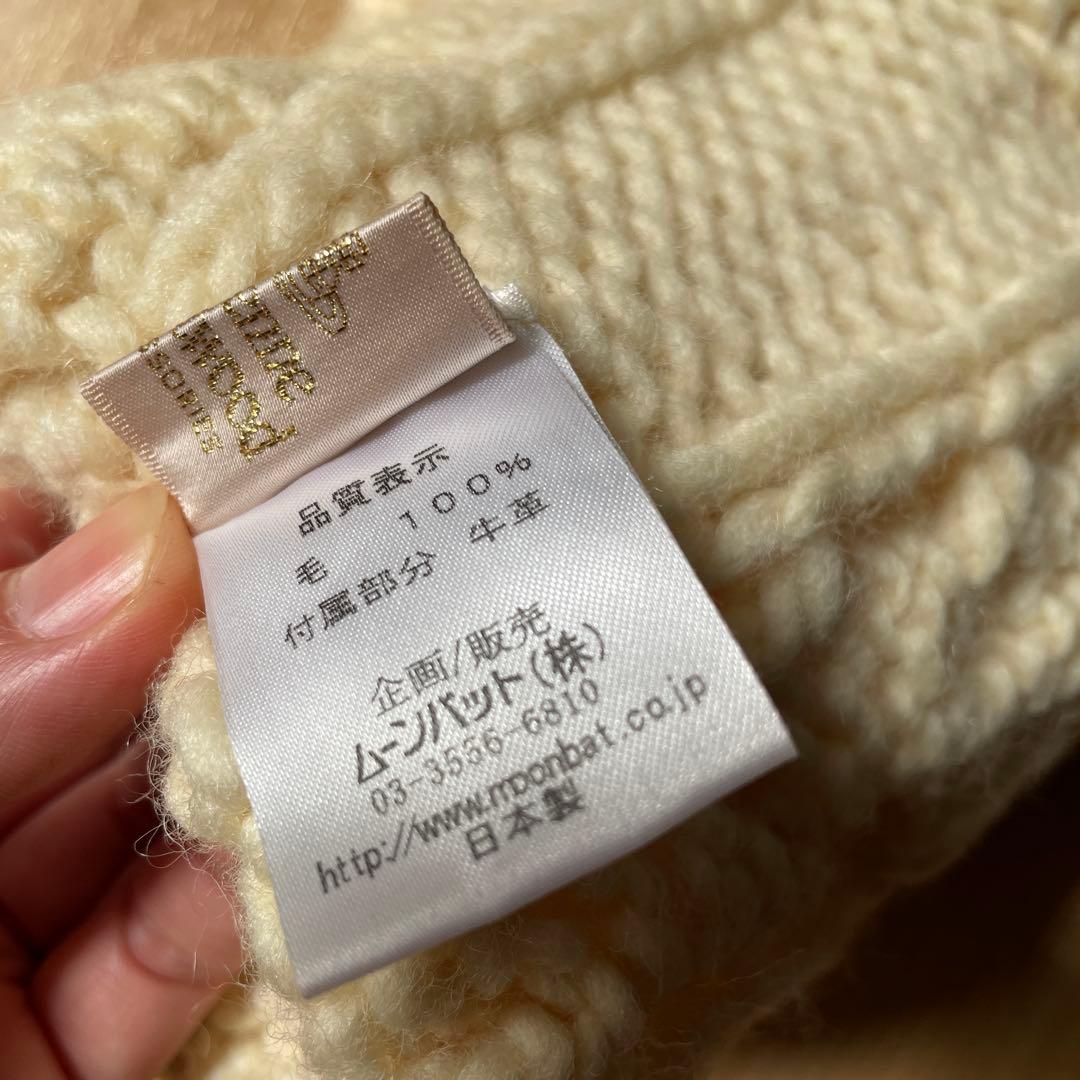 品質表示
毛 100%
付属部分 牛革
企画/販売
ムーンバット(株)
03-3556-6810
http://www.moonbat.co.jp
日本製